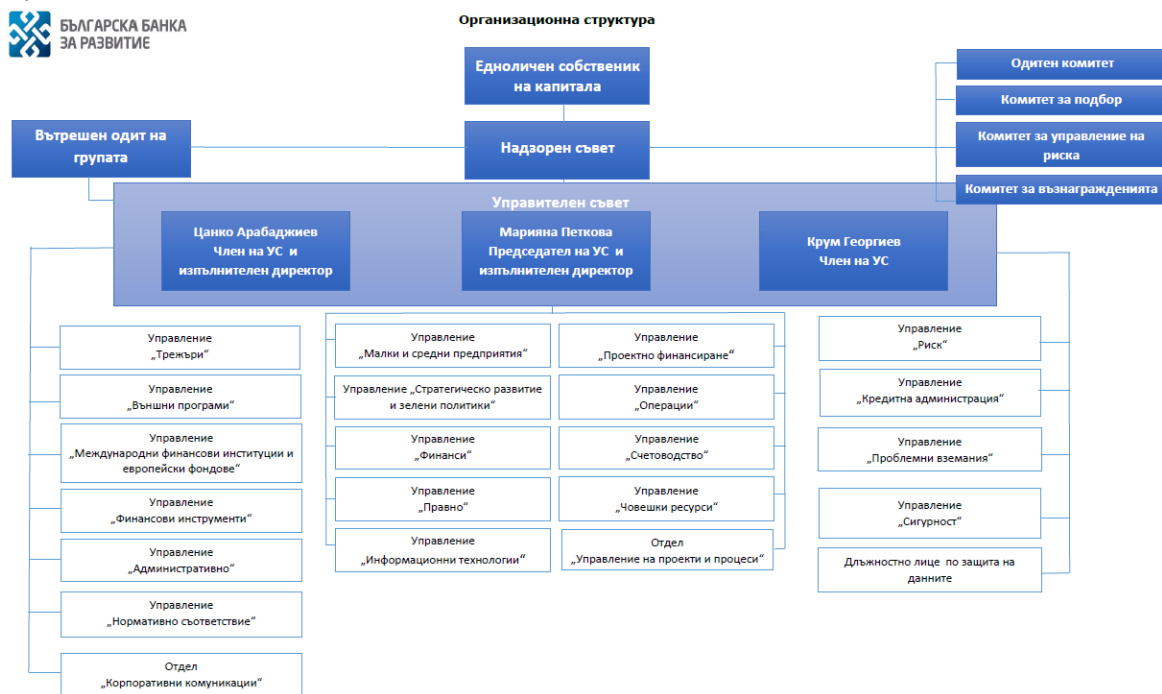 БЪЛГАРСКА БАНКА
ЗА РАЗВИТИЕ
Организационна структура
Едноличен собственик
на капитала
Одитен комитет
Комитет за подбор
Вътрешен одит на
групата
Надзорен съвет
Комитет за управление на
риска
Комитет за възнагражденията
Управителен съвет
Цанко Арабаджиев
Член на УС и
изпълнителен директор
Марияна Петкова
Председател на УС и
изпълнителен директор
Крум Георгиев
Член на УС
Управление
„Трежъри“
Управление
„Външни програми“
Управление
„Международни финансови институции и
европейски фондове“
Управление
„Финансови инструменти“
Управление
„Административно“
Управление
„Нормативно съответствие“
Отдел
„Корпоративни комуникации“
Управление
„Малки и средни предприятия“
Управление „Стратегическо развитие
и зелени политики“
Управление
„Финанси“
Управление
„Правно“
Управление
„Информационни технологии“
Управление
„Проектно финансиране“
Управление
„Операции“
Управление
„Счетоводство“
Управление
„Човешки ресурси“
Отдел
„Управление на проекти и процеси“
Управление
„Риск“
Управление
„Кредитна администрация“
Управление
„Проблемни вземания“
Управление
„Сигурност“
Длъжностно лице по защита на
данните